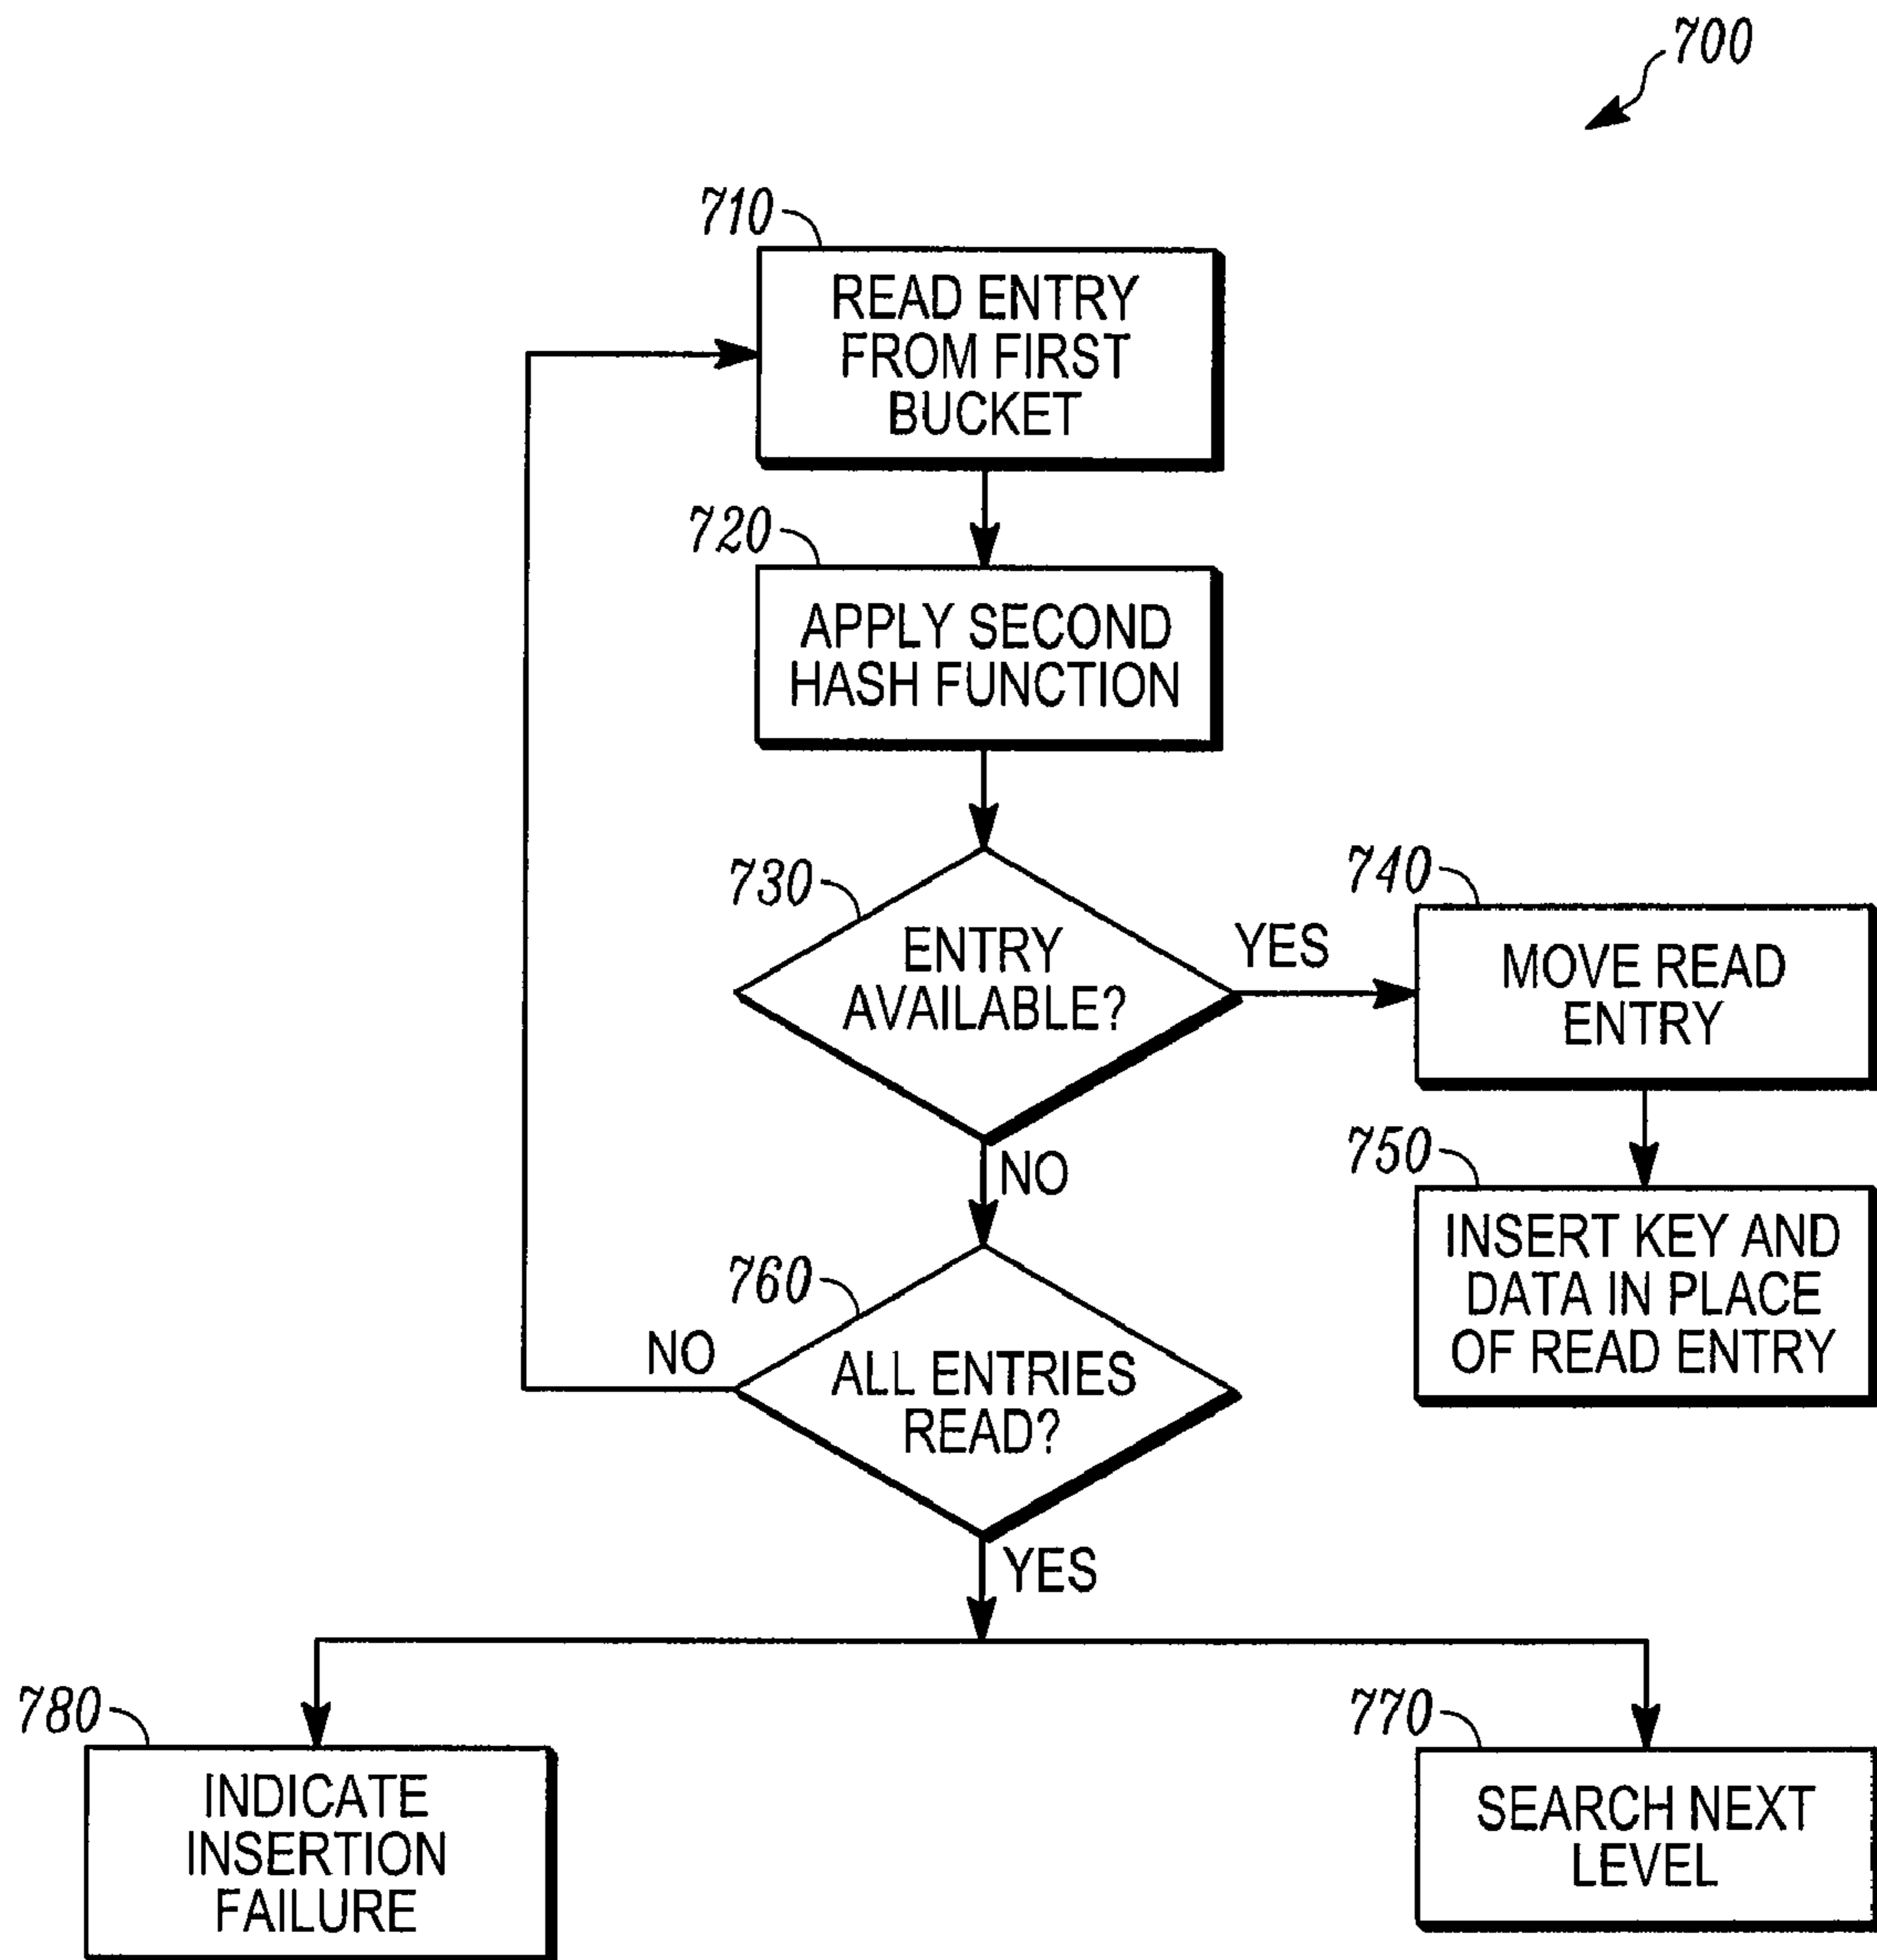 700
710
READ ENTRY
FROM FIRST
BUCKET
720
APPLY SECOND
HASH FUNCTION
730
ENTRY
AVAILABLE?
YES
740
MOVE READ
ENTRY
NO
750
INSERT KEY AND
DATA IN PLACE
OF READ ENTRY
760
NO
ALL ENTRIES
READ?
YES
780
INDICATE
INSERTION
FAILURE
770
SEARCH NEXT
LEVEL